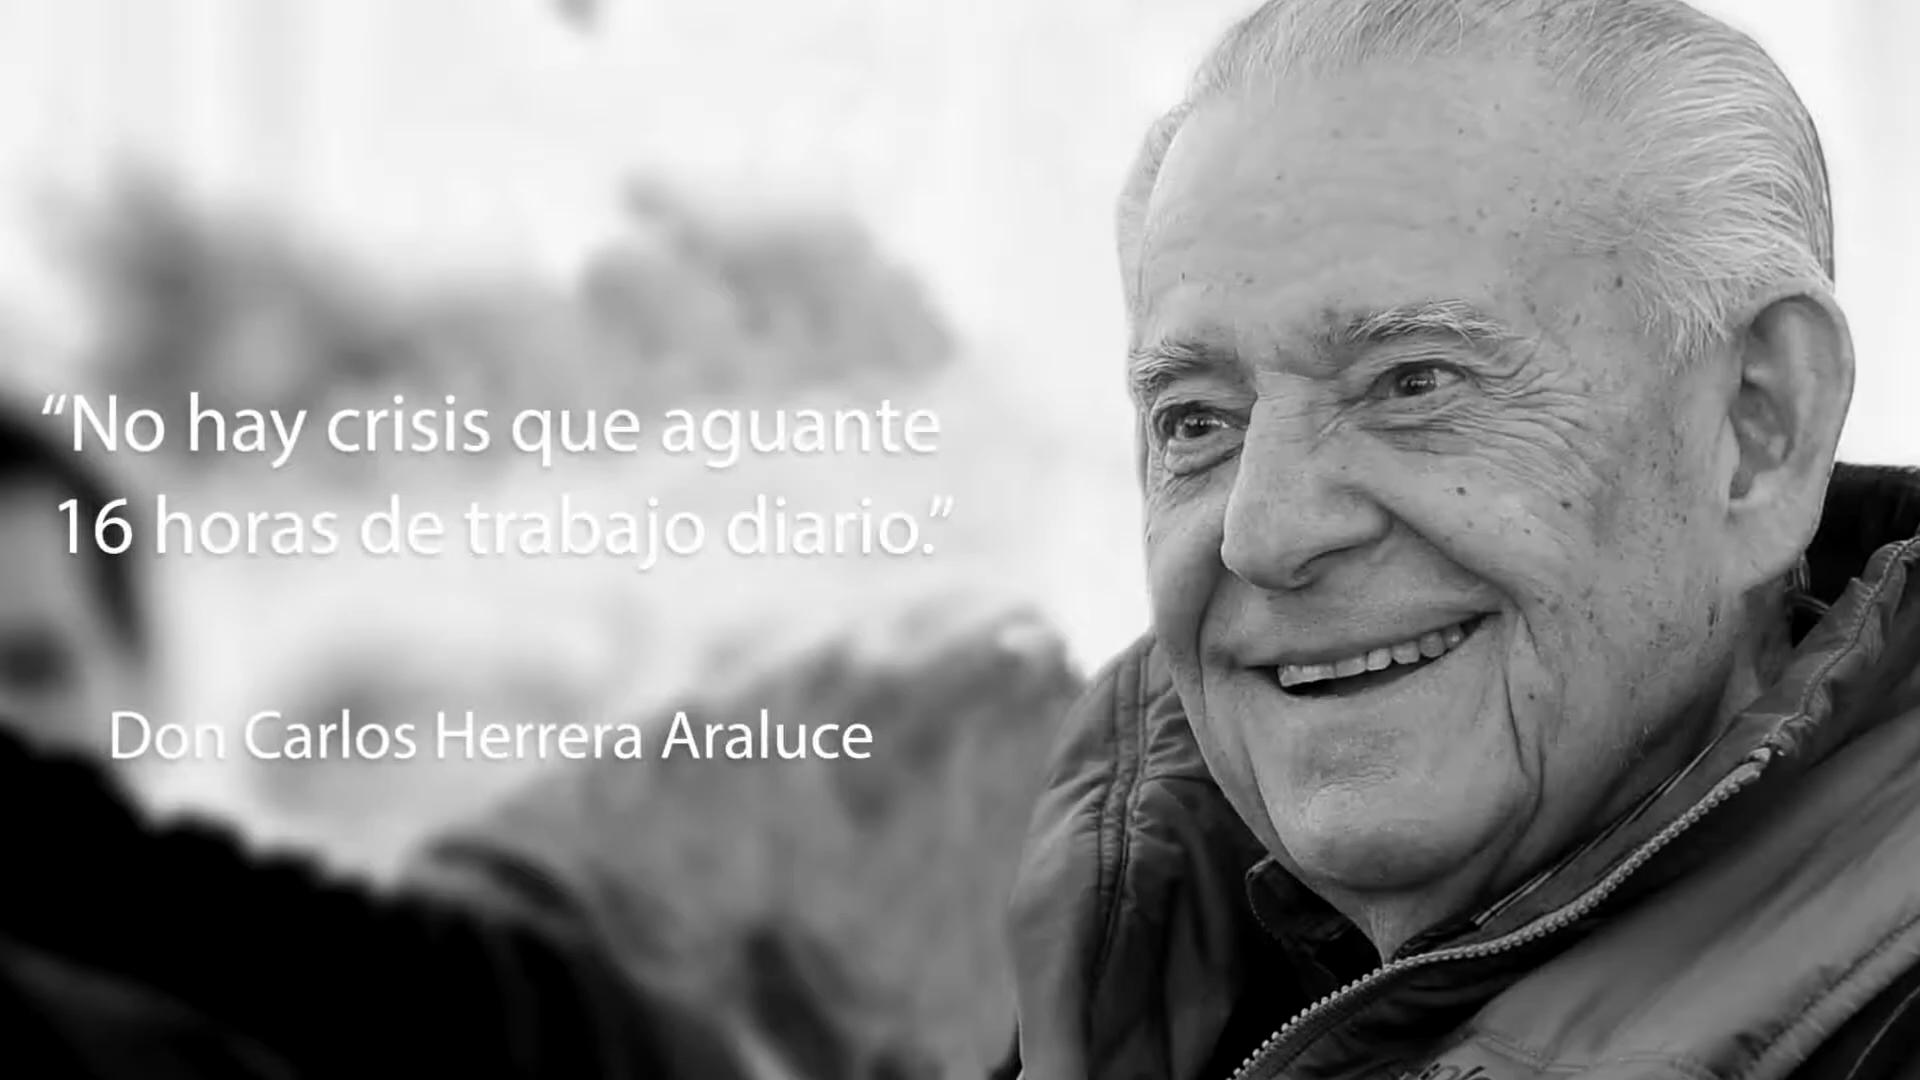 “No hay crisis que aguante
16 horas de trabajo diario.”
Don Carlos Herrera Araluce